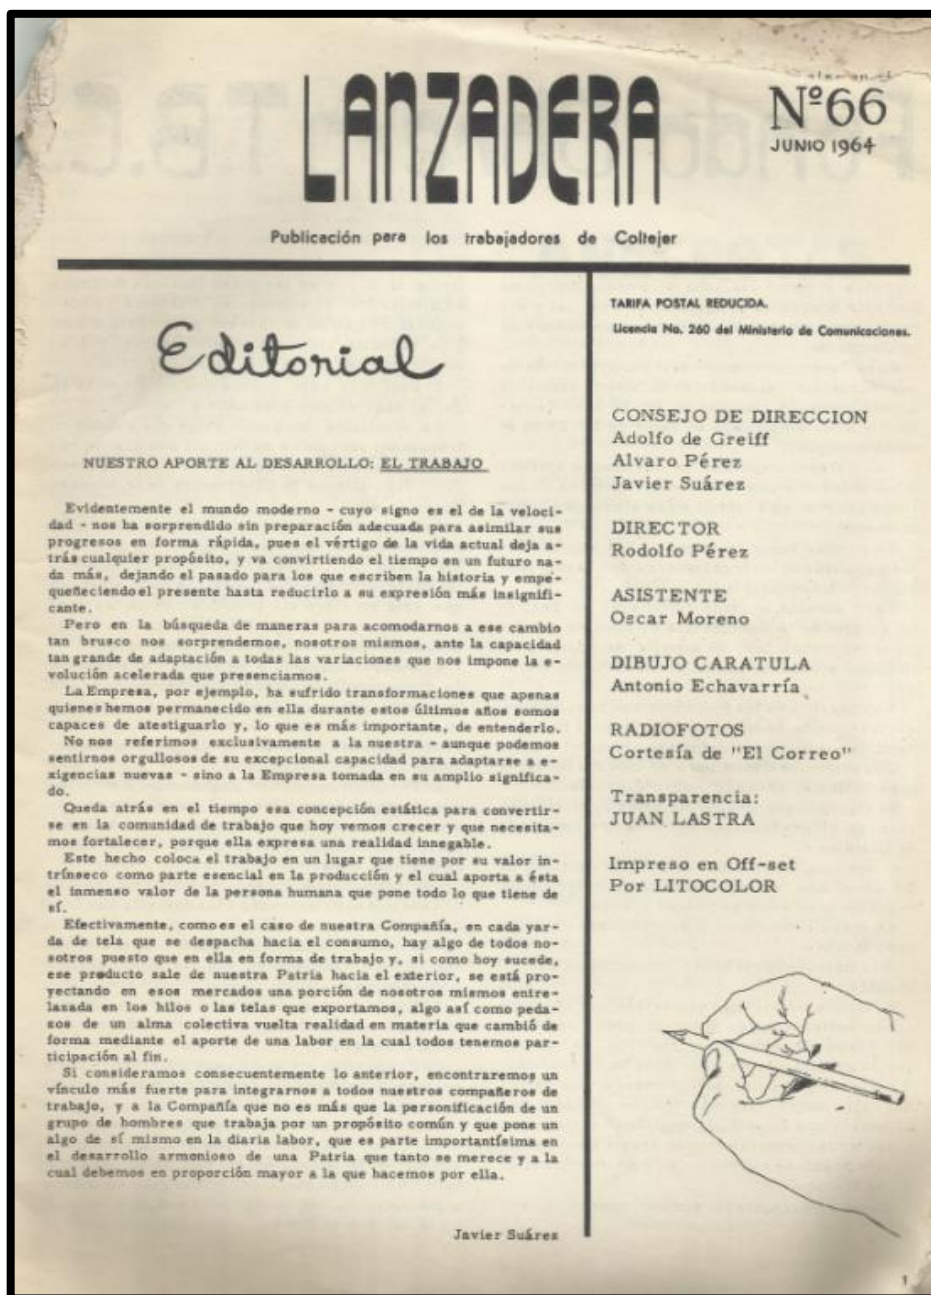 LANZADERA
Nº66
JUNIO 1964
Publicación para los trabajadores de Coltejer
Editorial
NUESTRO APORTE AL DESARROLLO: EL TRABAJO
Evidentemente el mundo moderno - cuyo signo es el de la veloci-
dad - nos ha sorprendido sin preparación adecuada para asimilar sus
progresos en forma rápida, pues el vértigo de la vida actual deja a-
trás cualquier propósito, y va convirtiendo el tiempo en un futuro na-
da más, dejando el pasado para los que escriben la historia y empe-
queñeciendo el presente hasta reducirlo a su expresión más insignifi-
cante.
Pero en la búsqueda de maneras para acomodarnos a ese cambio
tan brusco nos sorprendemos, nosotros mismos, ante la capacidad
tan grande de adaptación a todas las variaciones que nos impone la e-
volución acelerada que presenciamos.
La Empresa, por ejemplo, ha sufrido transformaciones que apenas
quienes hemos permanecido en ella durante estos últimos años somos
capaces de atestiguarlo y, lo que es más importante, de entenderlo.
No nos referimos exclusivamente a la nuestra - aunque podemos
sentirnos orgullosos de su excepcional capacidad para adaptarse a e-
xigencias nuevas - sino a la Empresa tomada en su amplio significa-
do.
Queda atrás en el tiempo esa concepción estática para convertir-
se en la comunidad de trabajo que hoy vemos crecer y que necesita-
mos fortalecer, porque ella expresa una realidad innegable.
Este hecho coloca el trabajo en un lugar que tiene por su valor in-
trínseco como parte esencial en la producción y el cual aporta a ésta
el inmenso valor de la persona humana que pone todo lo que tiene de
sí.
Efectivamente, como es el caso de nuestra Compañía, en cada yar-
da de tela que se despacha hacia el consumo, hay algo de todos no-
sotros puesto que en ella en forma de trabajo y, si como hoy sucede,
ese producto sale de nuestra Patria hacia el exterior, se está pro-
yectando en esos mercados una porción de nosotros mismos entre-
lazada en los hilos o las telas que exportamos, algo así como peda-
zos de un alma colectiva vuelta realidad en materia que cambió de
forma mediante el aporte de una labor en la cual todos tenemos par-
ticipación al fin.
Si consideramos consecuentemente lo anterior, encontraremos un
vínculo más fuerte para integrarnos a todos nuestros compañeros de
trabajo, y a la Compañía que no es más que la personificación de un
grupo de hombres que trabaja por un propósito común y que pone un
algo de sí mismo en la diaria labor, que es parte importantísima en
el desarrollo armonioso de una Patria que tanto se merece y a la
cual debemos en proporción mayor a la que hacemos por ella.
Javier Suárez
TARIFA POSTAL REDUCIDA.
Licencia No. 260 del Ministerio de Comunicaciones.
CONSEJO DE DIRECCION
Adolfo de Greiff
Alvaro Pérez
Javier Suárez
DIRECTOR
Rodolfo Pérez
ASISTENTE
Oscar Moreno
DIBUJO CARATULA
Antonio Echavarría
RADIOFOTOS
Cortesía de "El Correo"
Transparencia:
JUAN LASTRA
Impreso en Off-set
Por LITOCOLOR
1